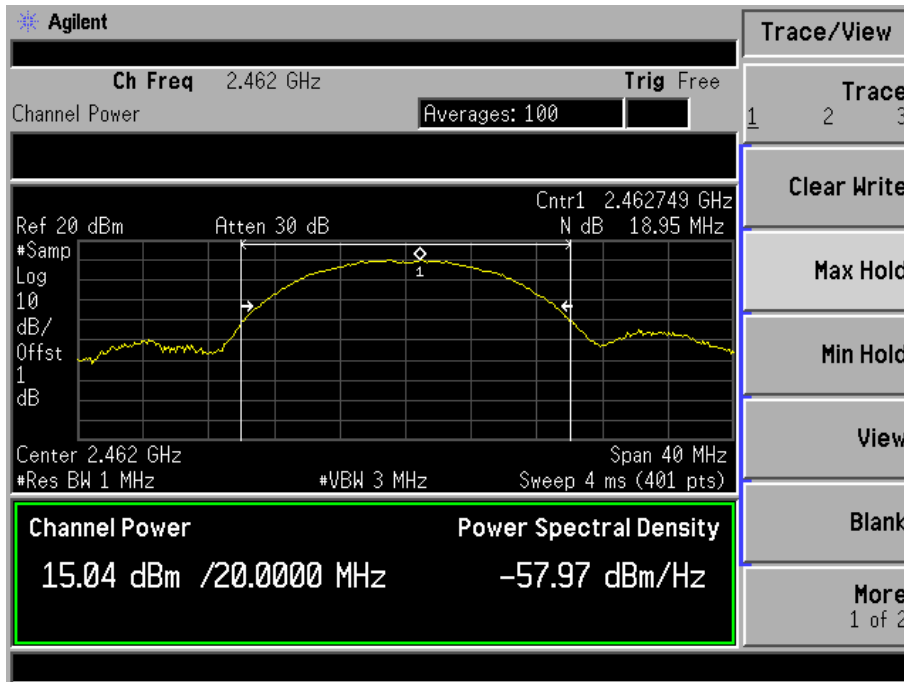 Agilent
Trace/View
Ch Freq 2.462 GHz Trig Free
Channel Power Averages: 100
Trace
1 2 3
Clear Write
Cntr1 2.462749 GHz
Ref 20 dBm Atten 30 dB N dB 18.95 MHz
#Samp
Log
10
dB/
Offst
1
dB
1
Max Hold
Min Hold
View
Center 2.462 GHz Span 40 MHz
#Res BW 1 MHz #VBW 3 MHz Sweep 4 ms (401 pts)
Channel Power Power Spectral Density
15.04 dBm /20.0000 MHz -57.97 dBm/Hz
Blank
More
1 of 2